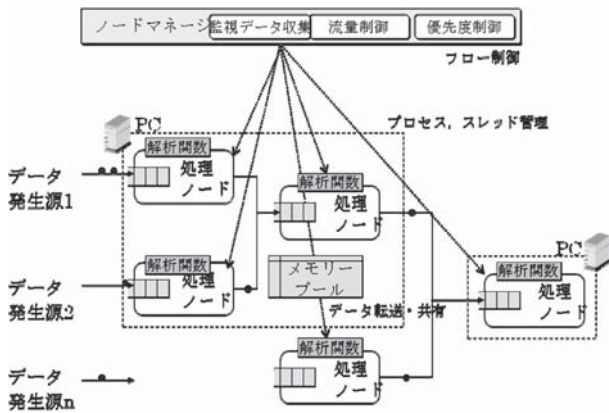 ノードマネージ
監視データ収集
流量制御
優先度制御
フロー制御
PC
プロセス，スレッド管理
解析関数
処理
ノード
データ
発生源1
解析関数
処理
ノード
PC
解析関数
処理
ノード
データ
発生源2
解析関数
処理
ノード
メモリー
プール
データ転送・共有
解析関数
処理
ノード
データ
発生源n